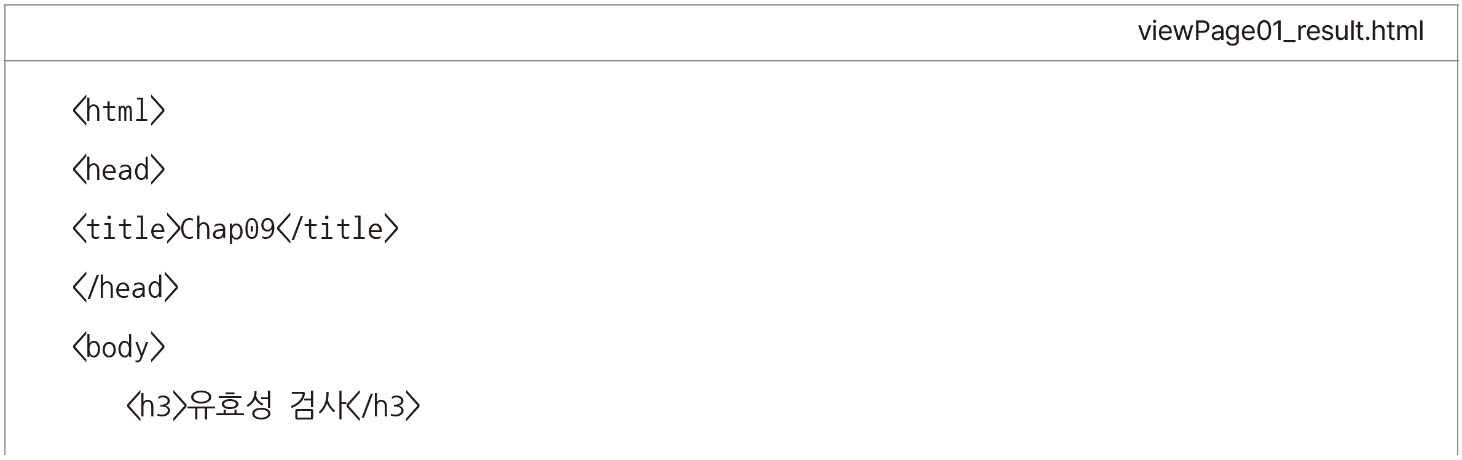 viewPage01_result.html
<html>
<head>
<title>Chap09</title>
</head>
<body>
<h3>유효성 검사</h3>